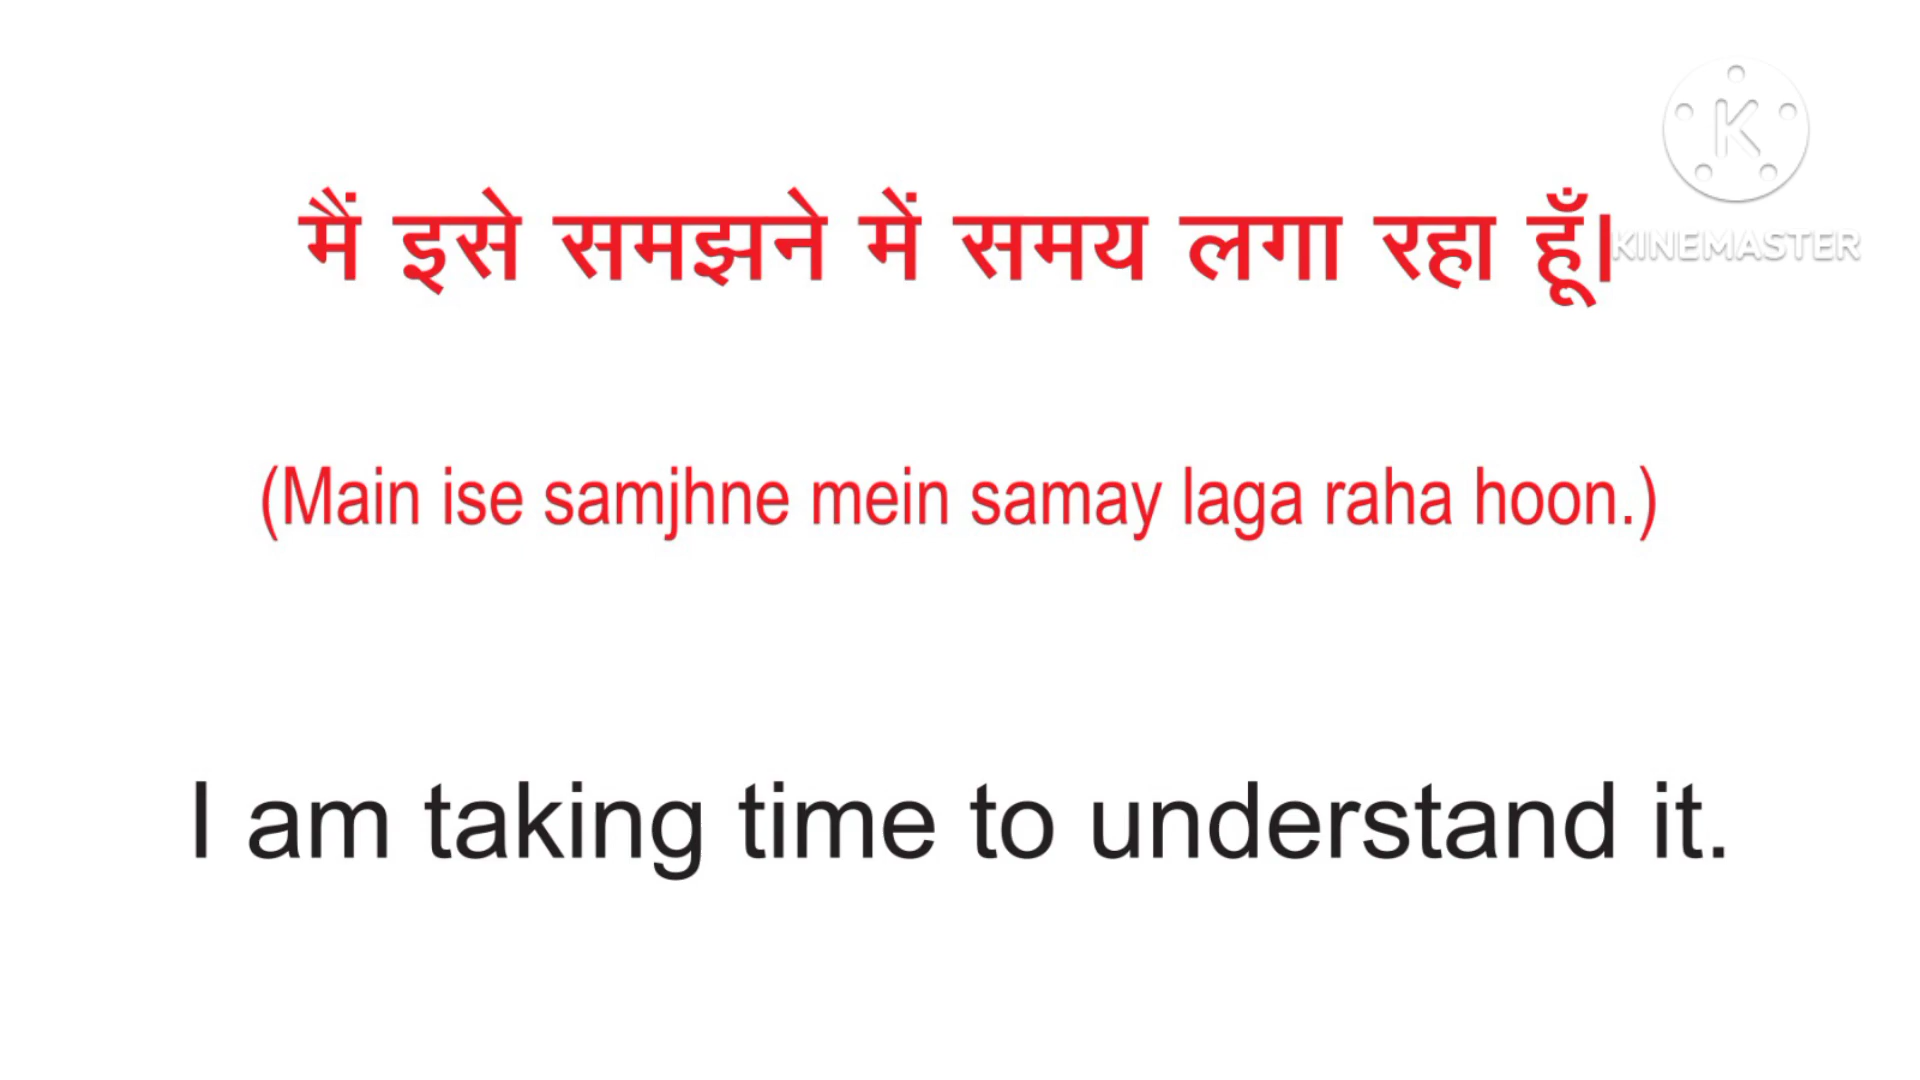 मैं इसे समझने में समय लगा रहा हूँ।
K
KINEMASTER
(Main ise samjhne mein samay laga raha hoon.)
I am taking time to understand it.